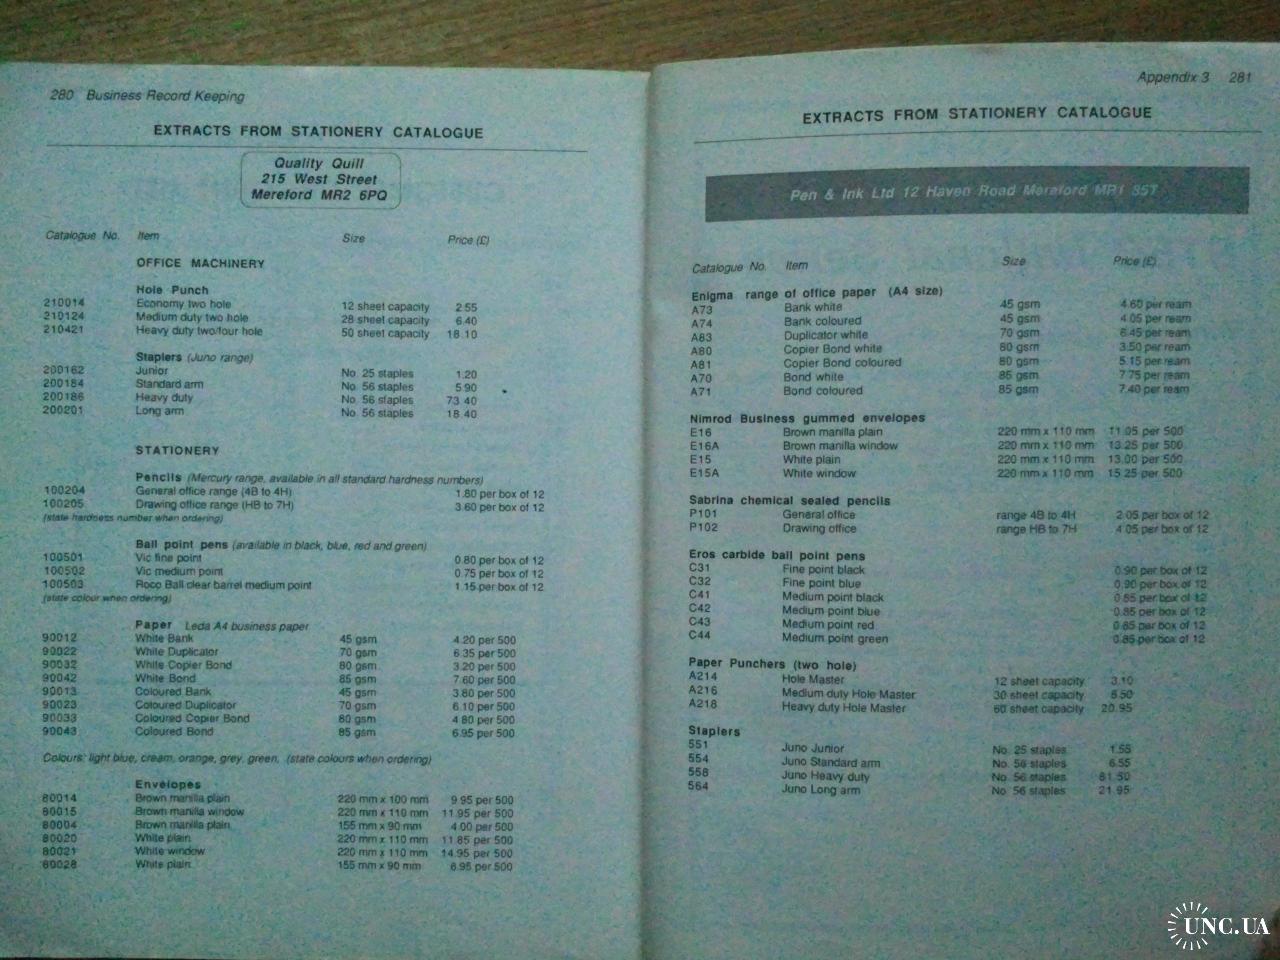 280 Business Record Keeping
EXTRACTS FROM STATIONERY CATALOGUE
Quality Quill
215 West Street
Mereford MR2 6PQ
Catalogue No. Item Size Price (£)
OFFICE MACHINERY
Hole Punch
210014 Economy two hole 12 sheet capacity 2.55
210124 Medium duty two hole 28 sheet capacity 6.40
210421 Heavy duty two/four hole 50 sheet capacity 18.10
Staplers (Juno range)
200162 Junior No. 25 staples 1.20
200184 Standard arm No. 56 staples 5.90
200186 Heavy duty No. 56 staples 73.40
200201 Long arm No. 56 staples 18.40
STATIONERY
Pencils (Mercury range, available in all standard hardness numbers)
100204 General office range (4B to 4H) 1.80 per box of 12
100205 Drawing office range (HB to 7H) 3.60 per box of 12
(state hardness number when ordering)
Ball point pens (available in black, blue, red and green)
100501 Vic fine point 0.80 per box of 12
100502 Vic medium point 0.75 per box of 12
100503 Roco Ball clear barrel medium point 1.15 per box of 12
(state colour when ordering)
Paper Leda A4 business paper
90012 White Bank 45 gsm 4.20 per 500
90022 White Duplicator 70 gsm 6.35 per 500
90032 White Copier Bond 80 gsm 3.20 per 500
90042 White Bond 85 gsm 7.60 per 500
90013 Coloured Bank 45 gsm 3.80 per 500
90023 Coloured Duplicator 70 gsm 6.10 per 500
90033 Coloured Copier Bond 80 gsm 4.80 per 500
90043 Coloured Bond 85 gsm 6.95 per 500
Colours: light blue, cream, orange, grey, green, (state colours when ordering)
Envelopes
80014 Brown manilla plain 220 mm x 100 mm 9.95 per 500
80015 Brown manilla window 220 mm x 110 mm 11.95 per 500
80004 Brown manilla plain 155 mm x 90 mm 4.00 per 500
80020 White plain 220 mm x 110 mm 11.85 per 500
80021 White window 220 mm x 110 mm 14.95 per 500
80028 White plain 155 mm x 90 mm 6.95 per 500
Appendix 3 281
EXTRACTS FROM STATIONERY CATALOGUE
Pen & Ink Ltd 12 Haven Road Mereford MR1 8ST
Catalogue No. Item Size Price (£)
Enigma range of office paper (A4 size)
A73 Bank white 45 gsm 4.60 per ream
A74 Bank coloured 45 gsm 4.05 per ream
A83 Duplicator white 70 gsm 6.45 per ream
A80 Copier Bond white 80 gsm 3.50 per ream
A81 Copier Bond coloured 80 gsm 5.15 per ream
A70 Bond white 85 gsm 7.75 per ream
A71 Bond coloured 85 gsm 7.40 per ream
Nimrod Business gummed envelopes
E16 Brown manilla plain 220 mm x 110 mm 11.05 per 500
E16A Brown manilla window 220 mm x 110 mm 13.25 per 500
E15 White plain 220 mm x 110 mm 13.00 per 500
E15A White window 220 mm x 110 mm 15.25 per 500
Sabrina chemical sealed pencils
P101 General office range 4B to 4H 2.05 per box of 12
P102 Drawing office range HB to 7H 4.05 per box of 12
Eros carbide ball point pens
C31 Fine point black 0.90 per box of 12
C32 Fine point blue 0.90 per box of 12
C41 Medium point black 0.85 per box of 12
C42 Medium point blue 0.85 per box of 12
C43 Medium point red 0.85 per box of 12
C44 Medium point green 0.85 per box of 12
Paper Punchers (two hole)
A214 Hole Master 12 sheet capacity 3.10
A216 Medium duty Hole Master 30 sheet capacity 8.50
A218 Heavy duty Hole Master 60 sheet capacity 20.95
Staplers
551 Juno Junior No. 25 staples 1.55
554 Juno Standard arm No. 56 staples 6.55
558 Juno Heavy duty No. 56 staples 81.50
564 Juno Long arm No. 56 staples 21.95
UNC.UA